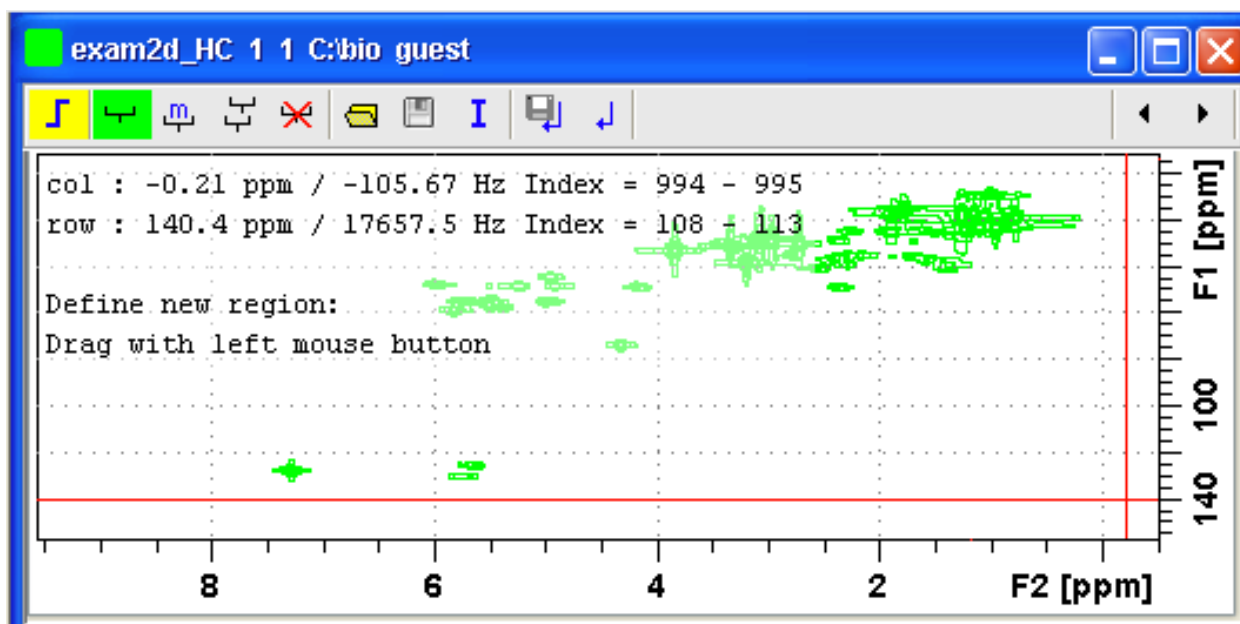 exam2d_HC 1 1 C:\bio guest
m
col : -0.21 ppm / -105.67 Hz Index = 994 - 995
row : 140.4 ppm / 17657.5 Hz Index = 108 - 113
Define new region:
Drag with left mouse button
F1 [ppm]
100
140
8 6 4 2 F2 [ppm]